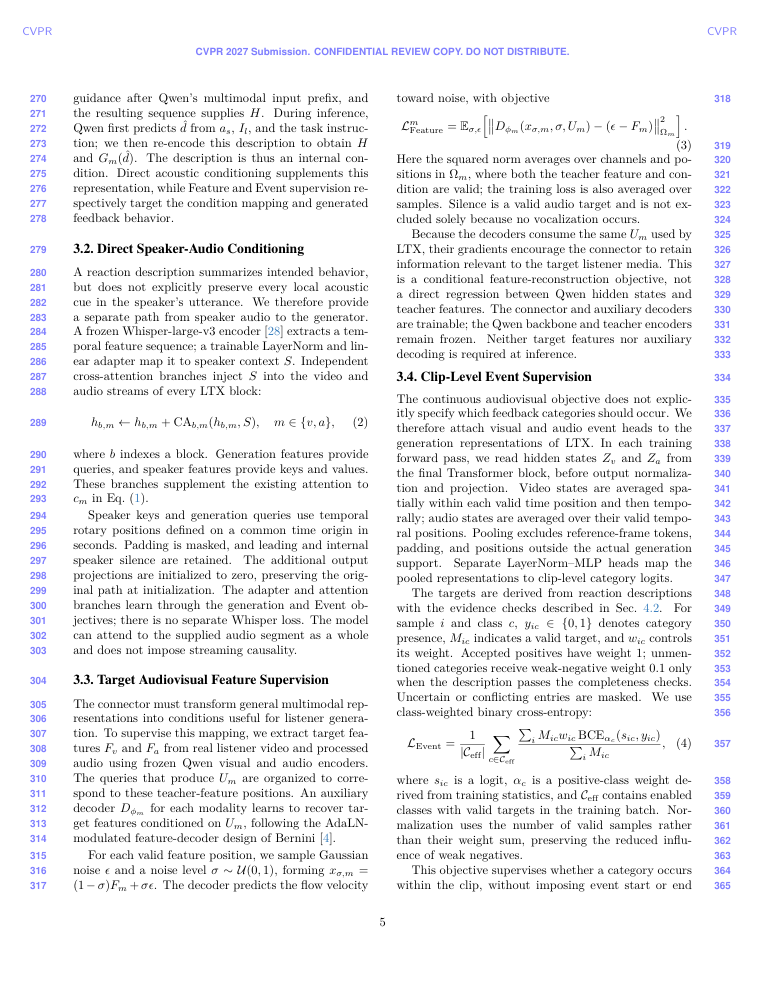 CVPR
CVPR
CVPR 2027 Submission. CONFIDENTIAL REVIEW COPY. DO NOT DISTRIBUTE.
270 guidance after Qwen's multimodal input prefix, and
271 the resulting sequence supplies H. During inference,
272 Qwen first predicts d̂ from aₛ, Iₗ, and the task instruc-
273 tion; we then re-encode this description to obtain H
274 and Gₘ(d̂). The description is thus an internal con-
275 dition. Direct acoustic conditioning supplements this
276 representation, while Feature and Event supervision re-
277 spectively target the condition mapping and generated
278 feedback behavior.
279 3.2. Direct Speaker-Audio Conditioning
280 A reaction description summarizes intended behavior,
281 but does not explicitly preserve every local acoustic
282 cue in the speaker's utterance. We therefore provide
283 a separate path from speaker audio to the generator.
284 A frozen Whisper-large-v3 encoder [28] extracts a tem-
285 poral feature sequence; a trainable LayerNorm and lin-
286 ear adapter map it to speaker context S. Independent
287 cross-attention branches inject S into the video and
288 audio streams of every LTX block:
289 h_{b,m} ← h_{b,m} + CA_{b,m}(h_{b,m}, S), m ∈ {v, a}, (2)
290 where b indexes a block. Generation features provide
291 queries, and speaker features provide keys and values.
292 These branches supplement the existing attention to
293 cₘ in Eq. (1).
294 Speaker keys and generation queries use temporal
295 rotary positions defined on a common time origin in
296 seconds. Padding is masked, and leading and internal
297 speaker silence are retained. The additional output
298 projections are initialized to zero, preserving the orig-
299 inal path at initialization. The adapter and attention
300 branches learn through the generation and Event ob-
301 jectives; there is no separate Whisper loss. The model
302 can attend to the supplied audio segment as a whole
303 and does not impose streaming causality.
304 3.3. Target Audiovisual Feature Supervision
305 The connector must transform general multimodal rep-
306 resentations into conditions useful for listener genera-
307 tion. To supervise this mapping, we extract target fea-
308 tures Fᵥ and Fₐ from real listener video and processed
309 audio using frozen Qwen visual and audio encoders.
310 The queries that produce Uₘ are organized to corre-
311 spond to these teacher-feature positions. An auxiliary
312 decoder D_{ϕₘ} for each modality learns to recover tar-
313 get features conditioned on Uₘ, following the AdaLN-
314 modulated feature-decoder design of Bernini [4].
315 For each valid feature position, we sample Gaussian
316 noise ϵ and a noise level σ ∼ 𝒰(0, 1), forming x_{σ,m} =
317 (1−σ)Fₘ+σϵ. The decoder predicts the flow velocity
toward noise, with objective 318
ℒ^m_{Feature} = 𝔼_{σ,ϵ}[‖D_{ϕₘ}(x_{σ,m}, σ, Uₘ) − (ϵ − Fₘ)‖²_{Ωₘ}].
(3) 319
Here the squared norm averages over channels and po- 320
sitions in Ωₘ, where both the teacher feature and con- 321
dition are valid; the training loss is also averaged over 322
samples. Silence is a valid audio target and is not ex- 323
cluded solely because no vocalization occurs. 324
Because the decoders consume the same Uₘ used by 325
LTX, their gradients encourage the connector to retain 326
information relevant to the target listener media. This 327
is a conditional feature-reconstruction objective, not 328
a direct regression between Qwen hidden states and 329
teacher features. The connector and auxiliary decoders 330
are trainable; the Qwen backbone and teacher encoders 331
remain frozen. Neither target features nor auxiliary 332
decoding is required at inference. 333
3.4. Clip-Level Event Supervision 334
The continuous audiovisual objective does not explic- 335
itly specify which feedback categories should occur. We 336
therefore attach visual and audio event heads to the 337
generation representations of LTX. In each training 338
forward pass, we read hidden states Zᵥ and Zₐ from 339
the final Transformer block, before output normaliza- 340
tion and projection. Video states are averaged spa- 341
tially within each valid time position and then tempo- 342
rally; audio states are averaged over their valid tempo- 343
ral positions. Pooling excludes reference-frame tokens, 344
padding, and positions outside the actual generation 345
support. Separate LayerNorm–MLP heads map the 346
pooled representations to clip-level category logits. 347
The targets are derived from reaction descriptions 348
with the evidence checks described in Sec. 4.2. For 349
sample i and class c, y_{ic} ∈ {0, 1} denotes category 350
presence, M_{ic} indicates a valid target, and w_{ic} controls 351
its weight. Accepted positives have weight 1; unmen- 352
tioned categories receive weak-negative weight 0.1 only 353
when the description passes the completeness checks. 354
Uncertain or conflicting entries are masked. We use 355
class-weighted binary cross-entropy: 356
ℒ_{Event} = 1/|𝒞_{eff}| ∑_{c∈𝒞_{eff}} (∑ᵢ M_{ic} w_{ic} BCE_{α_c}(s_{ic}, y_{ic})) / (∑ᵢ M_{ic}), (4) 357
where s_{ic} is a logit, α_c is a positive-class weight de- 358
rived from training statistics, and 𝒞_{eff} contains enabled 359
classes with valid targets in the training batch. Nor- 360
malization uses the number of valid samples rather 361
than their weight sum, preserving the reduced influ- 362
ence of weak negatives. 363
This objective supervises whether a category occurs 364
within the clip, without imposing event start or end 365
5